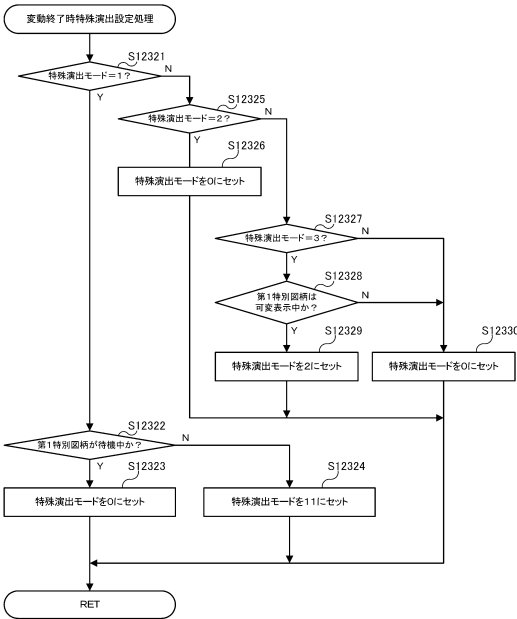 変動終了時特殊演出設定処理
S12321
特殊演出モード=1?
N
Y
S12325
特殊演出モード=2?
N
Y
S12326
特殊演出モードを0にセット
S12327
特殊演出モード=3?
N
Y
S12328
第1特別図柄は
可変表示中か?
N
Y
S12329
特殊演出モードを2にセット
S12330
特殊演出モードを0にセット
S12322
第1特別図柄が待機中か?
N
Y
S12323
特殊演出モードを0にセット
S12324
特殊演出モードを11にセット
RET